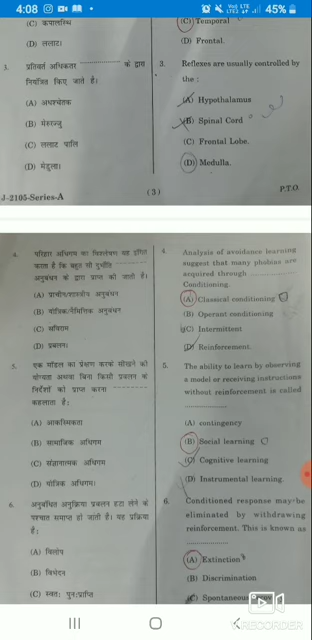 4:08
Vo) LTE
LTE1
45%
(C) कपालास्थि
(C) Temporal
(D) ललाट।
(D) Frontal.
3. प्रतिवर्त अधिकतर ............ के द्वारा
नियंत्रित किए जाते है।
3. Reflexes are usually controlled by
the :
(A) अधश्चेतक
(A) Hypothalamus
(B) मेरुरज्जु
(B) Spinal Cord
(C) ललाट पालि
(C) Frontal Lobe.
(D) मेडुला।
(D) Medulla.
J-2105-Series-A
(3)
P.T.O.
4. परिहार अधिगम का विश्लेषण यह इंगित
करता है कि बहुत सी दुर्भीति ............
अनुबंधन के द्वारा प्राप्त की जाती है।
4. Analysis of avoidance learning
suggest that many phobias are
acquired through ............
Conditioning.
(A) प्राचीन/शास्त्रीय अनुबंधन
(A) Classical conditioning
(B) यांत्रिक/नैमित्तिक अनुबंधन
(B) Operant conditioning
(C) सविराम
(C) Intermittent
(D) प्रबलन।
(D) Reinforcement.
5. एक मॉडल का प्रेक्षण करके सीखने को
योग्यता अथवा बिना किसी प्रबलन के
निर्देशों को प्राप्त करना ............
कहलाता है:
5. The ability to learn by observing
a model or receiving instructions
without reinforcement is called
............
(A) आकस्मिकता
(A) contingency
(B) सामाजिक अधिगम
(B) Social learning
(C) संज्ञानात्मक अधिगम
(C) Cognitive learning
(D) यांत्रिक अधिगम।
(D) Instrumental learning.
6. अनुबंधित अनुक्रिया प्रबलन हटा लेने के
पश्चात समाप्त हो जाती है। यह प्रक्रिया
है:
6. Conditioned response may be
eliminated by withdrawing
reinforcement. This is known as
............
(A) विलोप
(A) Extinction
(B) विभेदन
(B) Discrimination
(C) स्वतः पुनःप्राप्ति
(C) Spontaneous
RECORDER